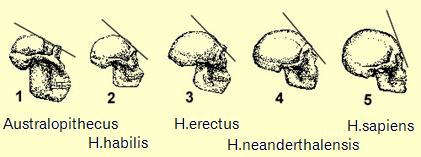 1 2 3 4 5
Australopithecus H.erectus H.sapiens
H.habilis H.neanderthalensis